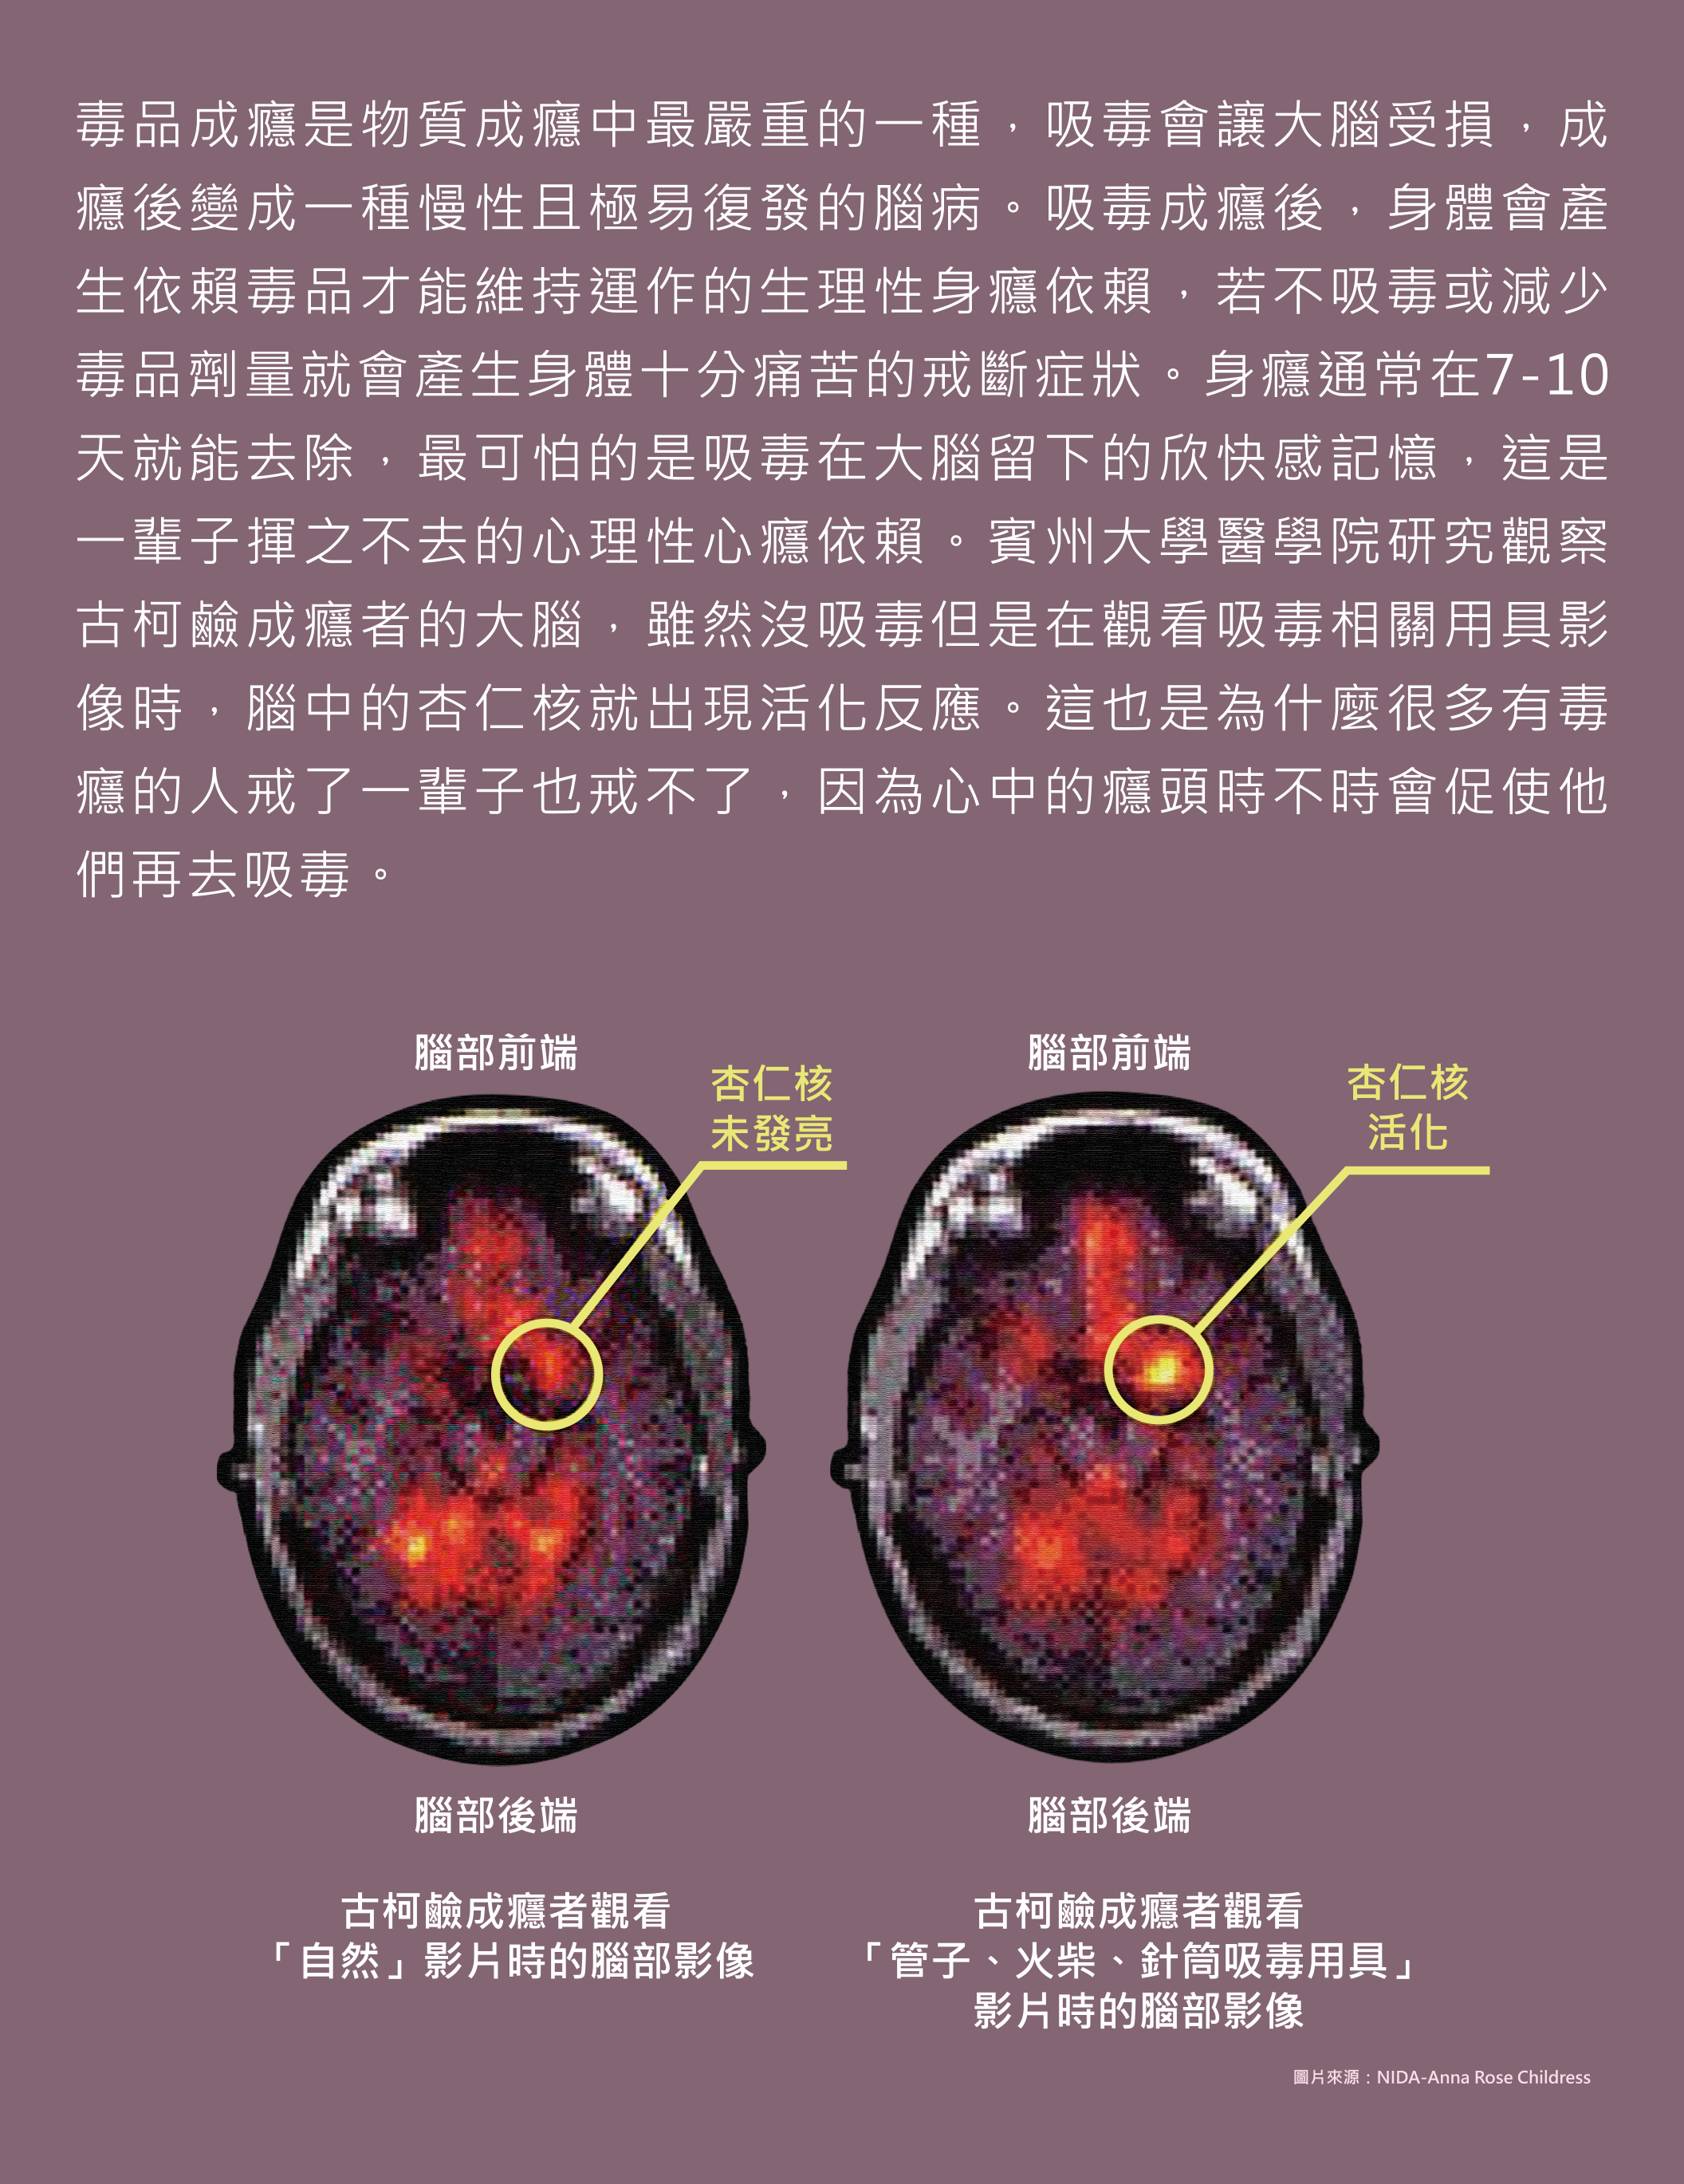 毒品成癮是物質成癮中最嚴重的一種，吸毒會讓大腦受損，成
癮後變成一種慢性且極易復發的腦病。吸毒成癮後，身體會產
生依賴毒品才能維持運作的生理性身癮依賴，若不吸毒或減少
毒品劑量就會產生身體十分痛苦的戒斷症狀。身癮通常在7-10
天就能去除，最可怕的是吸毒在大腦留下的欣快感記憶，這是
一輩子揮之不去的心理性心癮依賴。賓州大學醫學院研究觀察
古柯鹼成癮者的大腦，雖然沒吸毒但是在觀看吸毒相關用具影
像時，腦中的杏仁核就出現活化反應。這也是為什麼很多有毒
癮的人戒了一輩子也戒不了，因為心中的癮頭時不時會促使他
們再去吸毒。
腦部前端
杏仁核
未發亮
腦部後端
古柯鹼成癮者觀看
「自然」影片時的腦部影像
腦部前端
杏仁核
活化
腦部後端
古柯鹼成癮者觀看
「管子、火柴、針筒吸毒用具」
影片時的腦部影像
圖片來源：NIDA-Anna Rose Childress